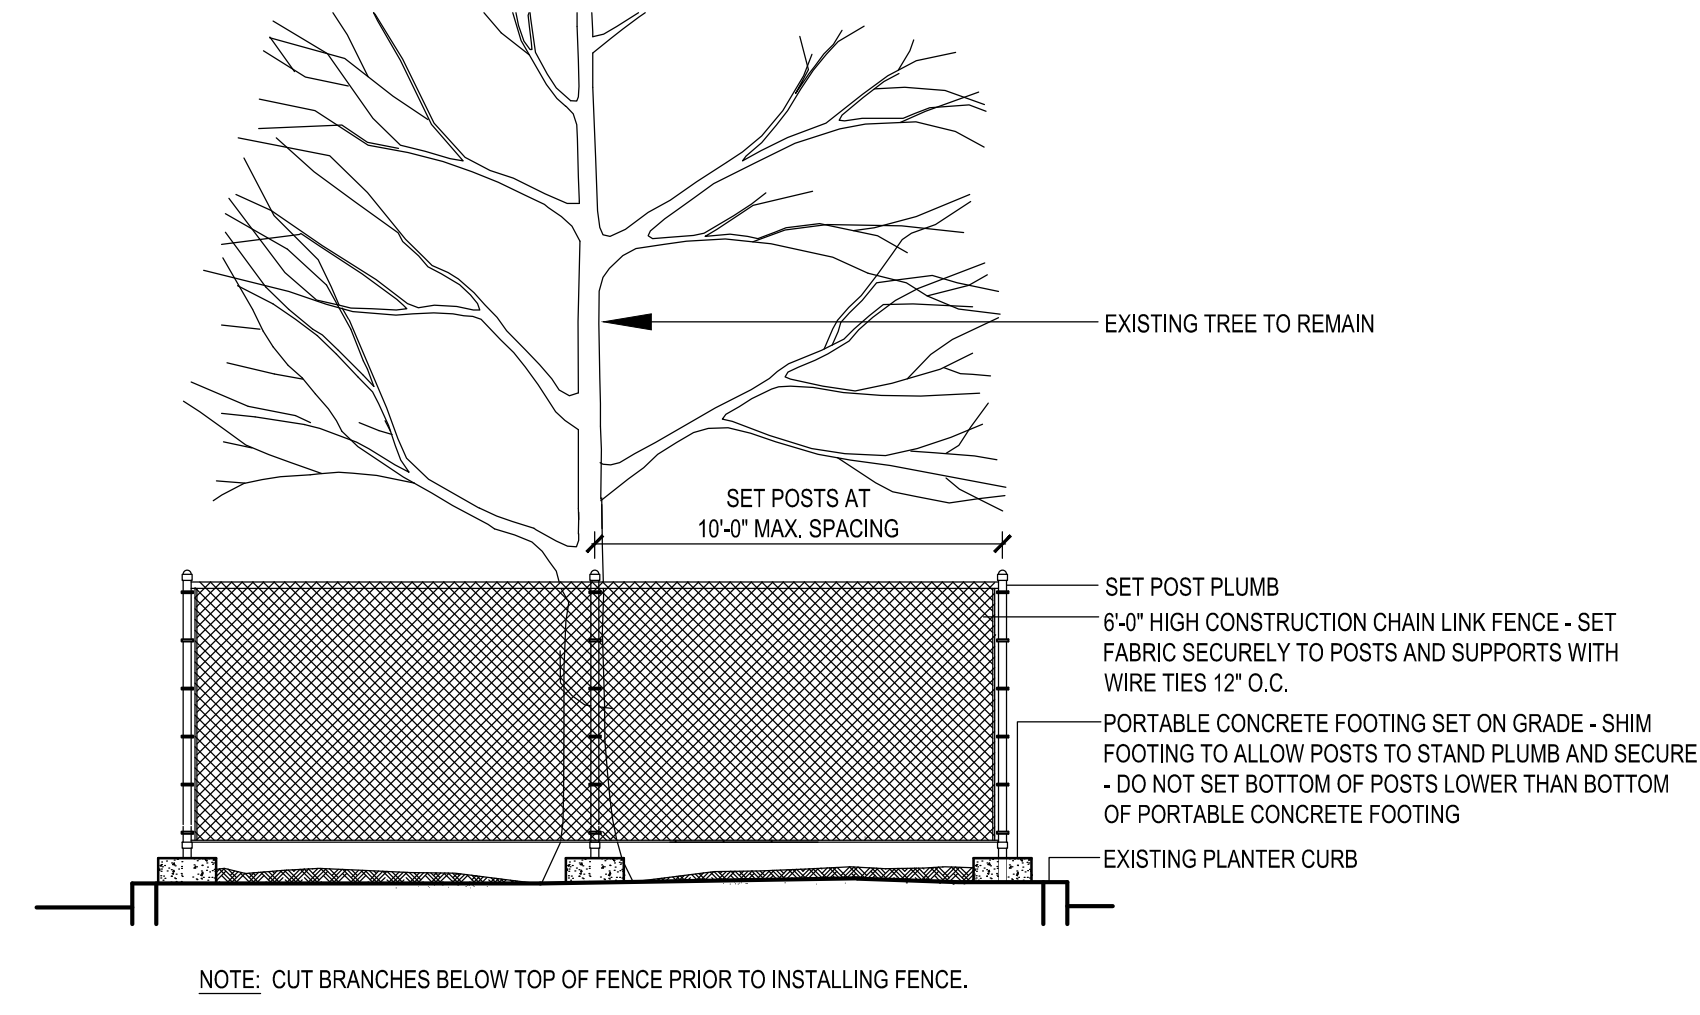 EXISTING TREE TO REMAIN
SET POSTS AT
10'-0" MAX. SPACING
SET POST PLUMB
6'-0" HIGH CONSTRUCTION CHAIN LINK FENCE - SET
FABRIC SECURELY TO POSTS AND SUPPORTS WITH
WIRE TIES 12" O.C.
PORTABLE CONCRETE FOOTING SET ON GRADE - SHIM
FOOTING TO ALLOW POSTS TO STAND PLUMB AND SECURE
- DO NOT SET BOTTOM OF POSTS LOWER THAN BOTTOM
OF PORTABLE CONCRETE FOOTING
EXISTING PLANTER CURB
NOTE: CUT BRANCHES BELOW TOP OF FENCE PRIOR TO INSTALLING FENCE.